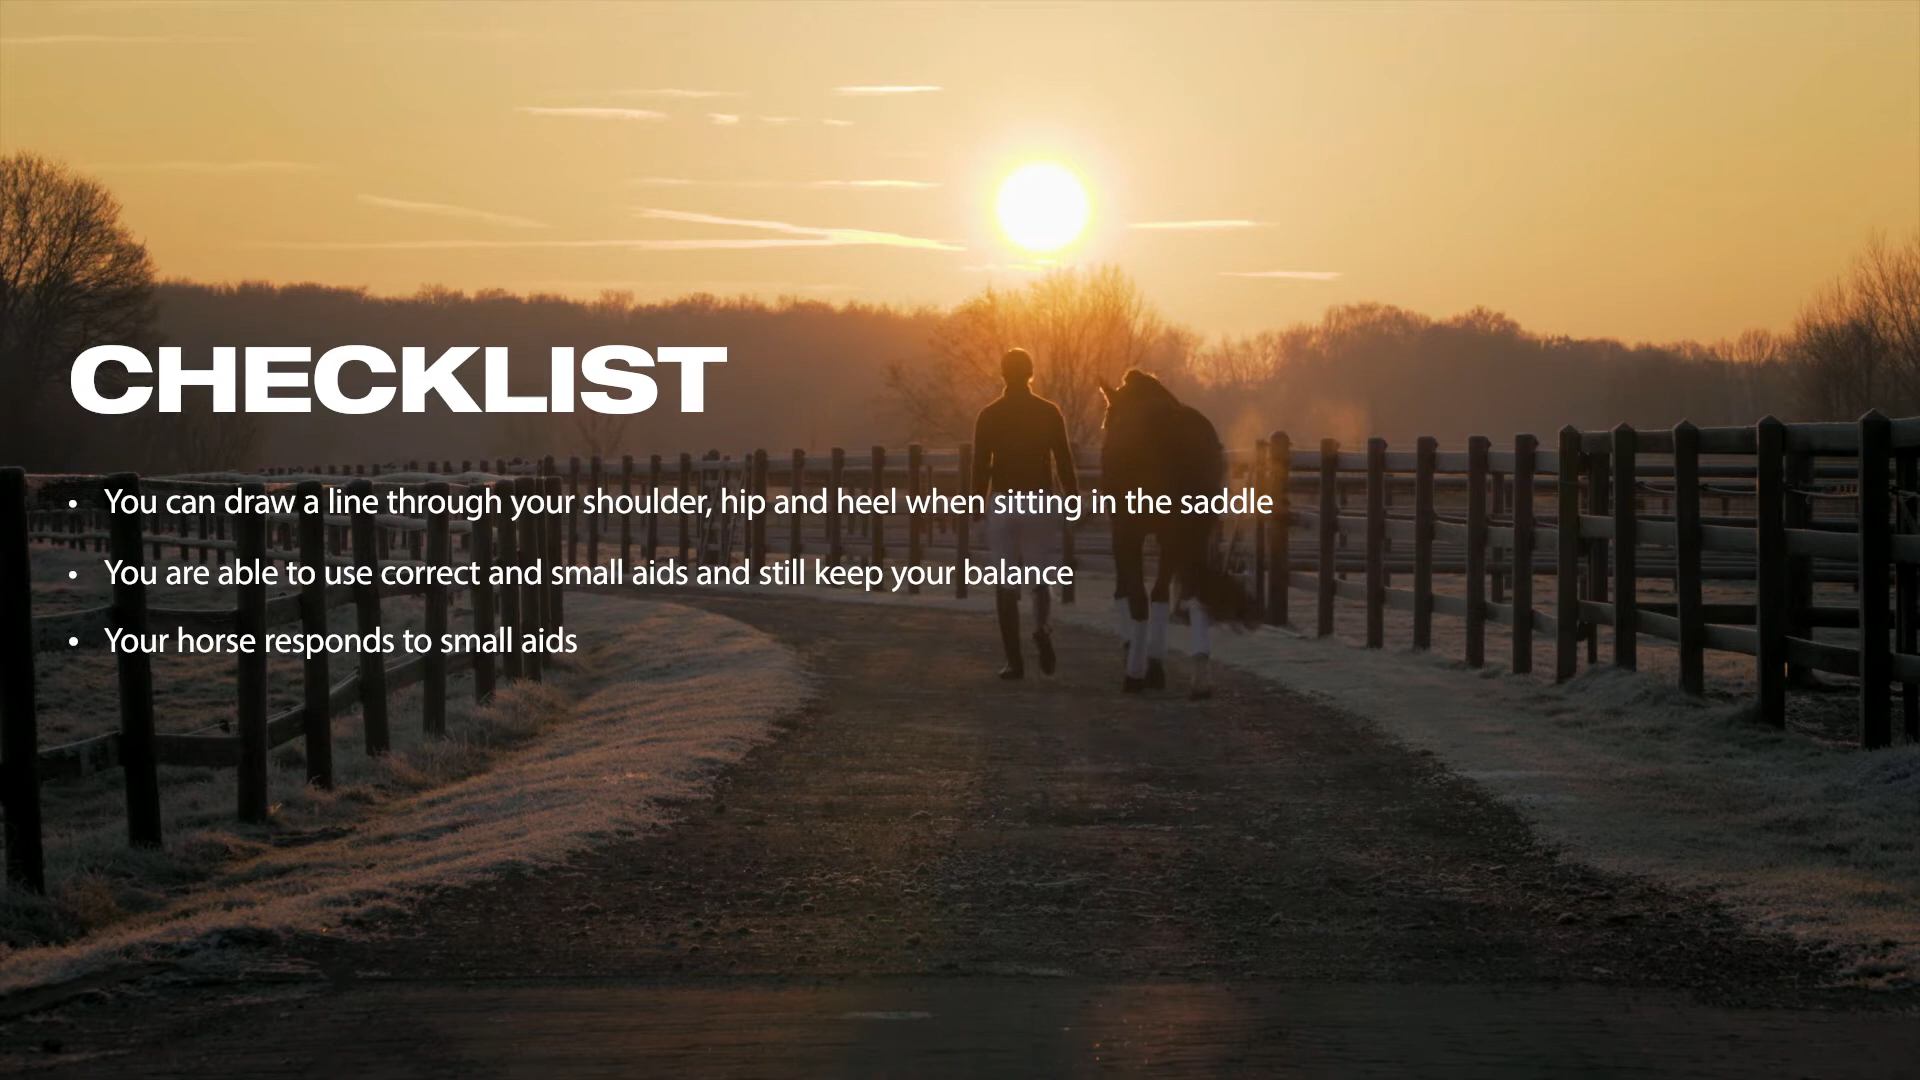 CHECKLIST
• You can draw a line through your shoulder, hip and heel when sitting in the saddle
• You are able to use correct and small aids and still keep your balance
• Your horse responds to small aids